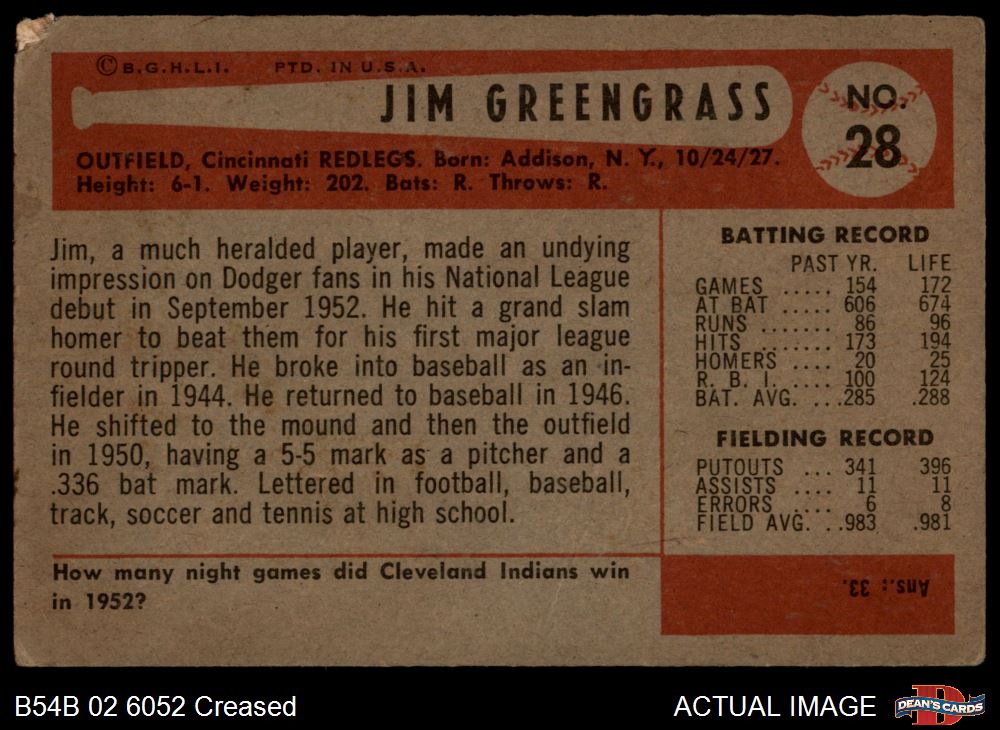 © B.G.H.L.I. PTD. IN U.S.A.
JIM GREENGRASS
NO.
28
OUTFIELD, Cincinnati REDLEGS. Born: Addison, N. Y., 10/24/27.
Height: 6-1. Weight: 202. Bats: R. Throws: R.
Jim, a much heralded player, made an undying
impression on Dodger fans in his National League
debut in September 1952. He hit a grand slam
homer to beat them for his first major league
round tripper. He broke into baseball as an in-
fielder in 1944. He returned to baseball in 1946.
He shifted to the mound and then the outfield
in 1950, having a 5-5 mark as a pitcher and a
.336 bat mark. Lettered in football, baseball,
track, soccer and tennis at high school.
BATTING RECORD
PAST YR. LIFE
GAMES ..... 154 172
AT BAT ..... 606 674
RUNS ....... 86 96
HITS ....... 173 194
HOMERS .... 20 25
R. B. I. .... 100 124
BAT. AVG. ...285 .288
FIELDING RECORD
PUTOUTS ... 341 396
ASSISTS .... 11 11
ERRORS .... 6 8
FIELD AVG. ..983 .981
How many night games did Cleveland Indians win
in 1952?
Ans.: 33.
B54B 02 6052 Creased
ACTUAL IMAGE
D
DEAN'S CARDS